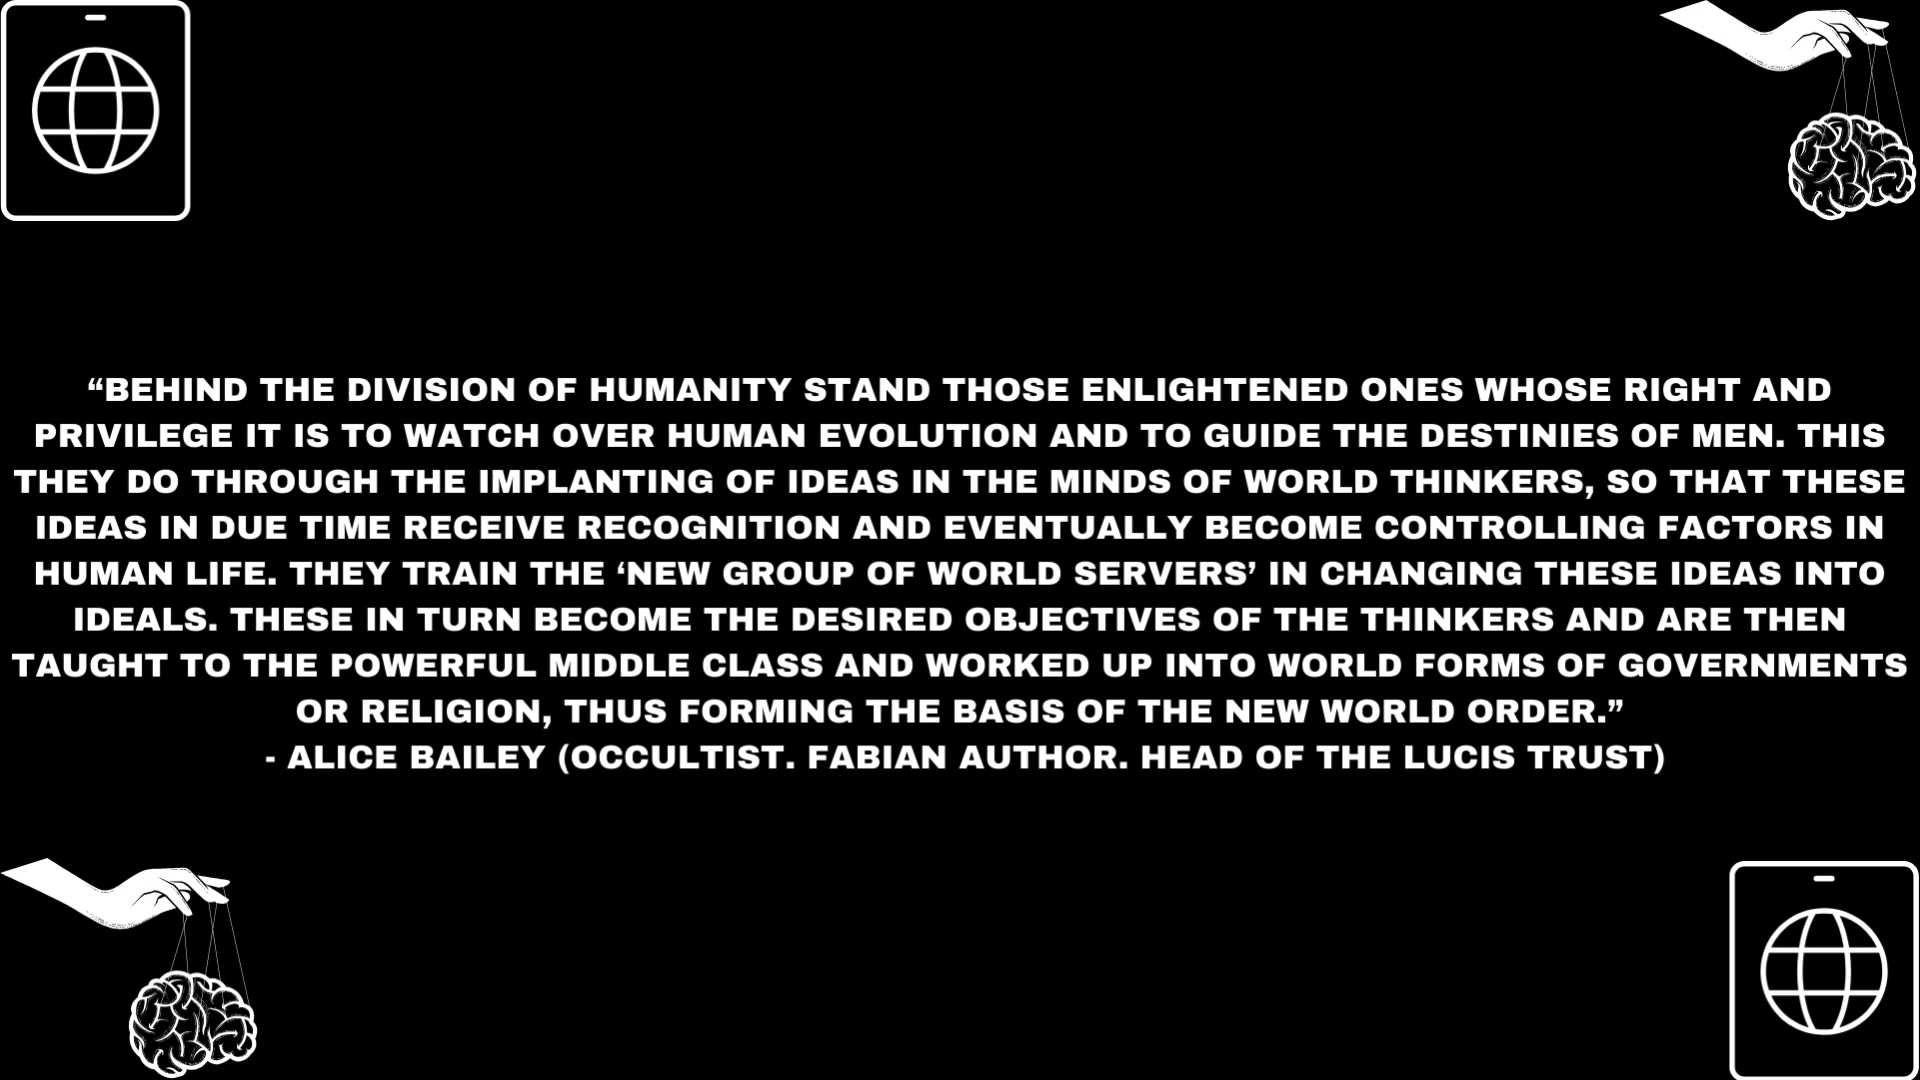 “BEHIND THE DIVISION OF HUMANITY STAND THOSE ENLIGHTENED ONES WHOSE RIGHT AND
PRIVILEGE IT IS TO WATCH OVER HUMAN EVOLUTION AND TO GUIDE THE DESTINIES OF MEN. THIS
THEY DO THROUGH THE IMPLANTING OF IDEAS IN THE MINDS OF WORLD THINKERS, SO THAT THESE
IDEAS IN DUE TIME RECEIVE RECOGNITION AND EVENTUALLY BECOME CONTROLLING FACTORS IN
HUMAN LIFE. THEY TRAIN THE ‘NEW GROUP OF WORLD SERVERS’ IN CHANGING THESE IDEAS INTO
IDEALS. THESE IN TURN BECOME THE DESIRED OBJECTIVES OF THE THINKERS AND ARE THEN
TAUGHT TO THE POWERFUL MIDDLE CLASS AND WORKED UP INTO WORLD FORMS OF GOVERNMENTS
OR RELIGION, THUS FORMING THE BASIS OF THE NEW WORLD ORDER.”
- ALICE BAILEY (OCCULTIST. FABIAN AUTHOR. HEAD OF THE LUCIS TRUST)